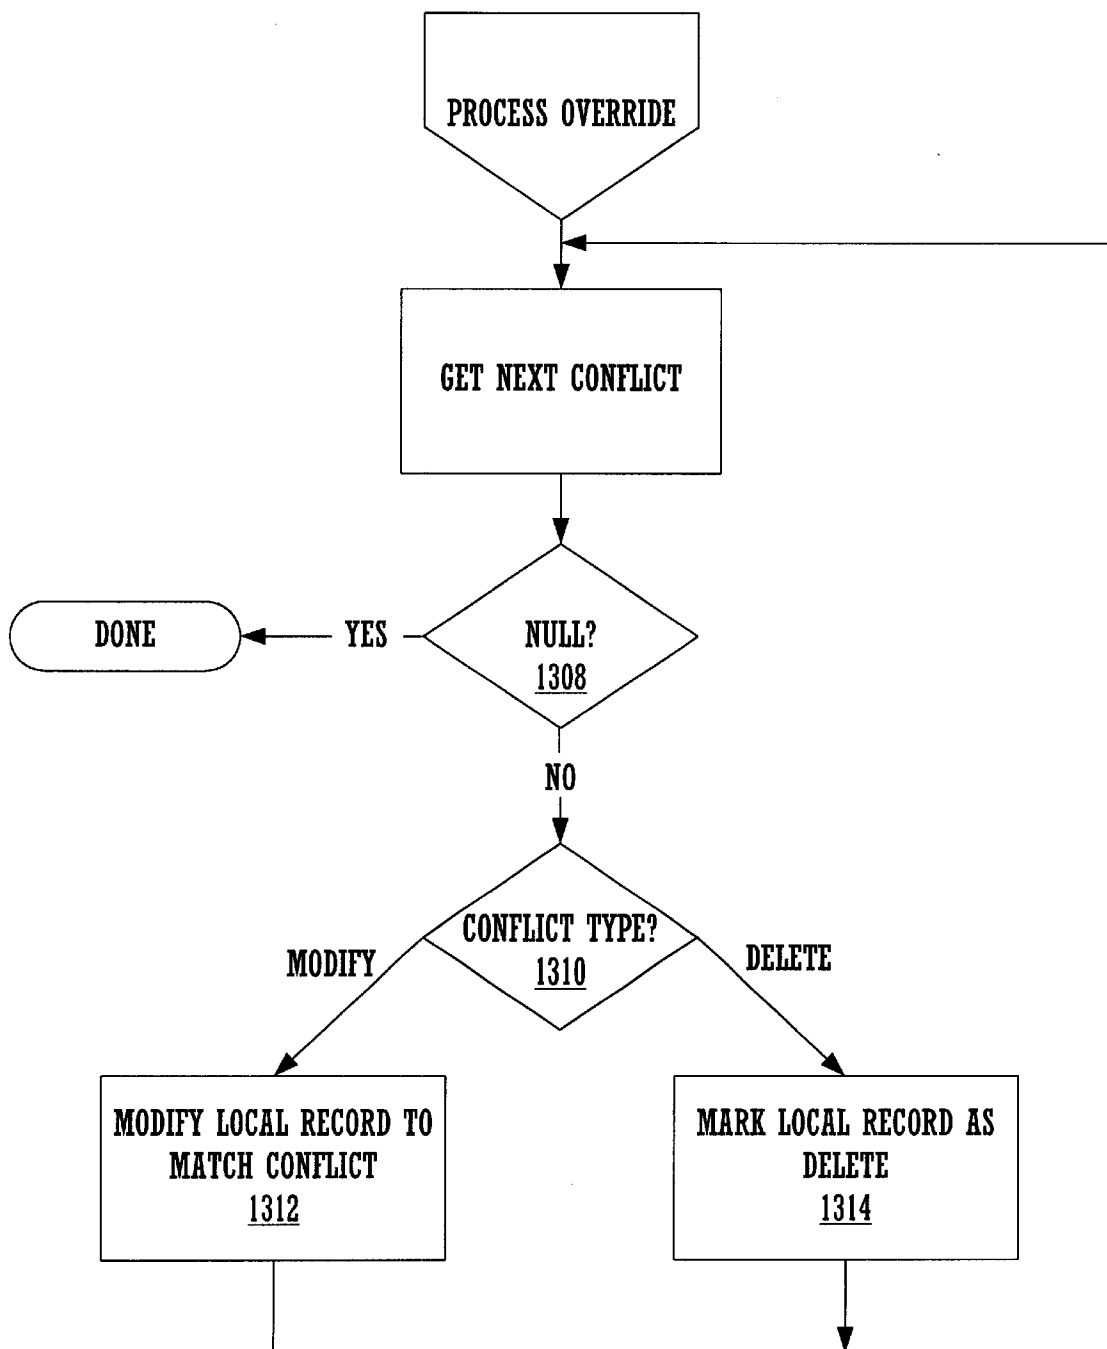 PROCESS OVERRIDE
GET NEXT CONFLICT
DONE
YES
NULL?
1308
NO
CONFLICT TYPE?
1310
MODIFY
DELETE
MODIFY LOCAL RECORD TO
MATCH CONFLICT
1312
MARK LOCAL RECORD AS
DELETE
1314